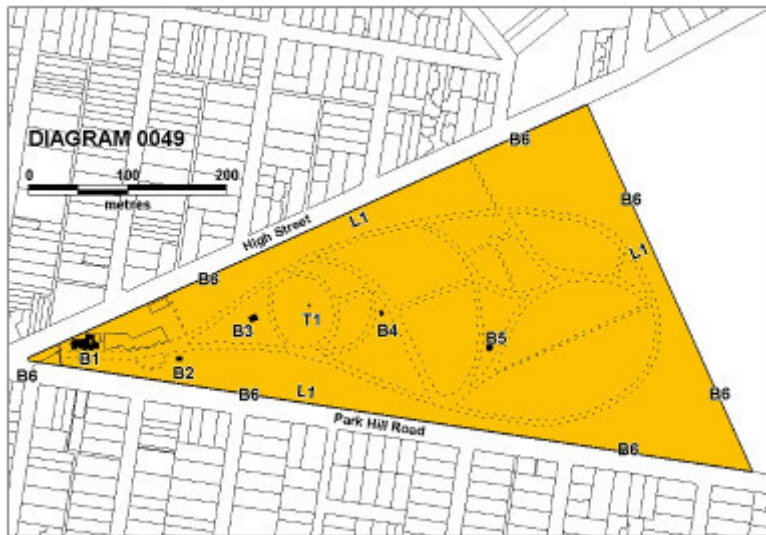 DIAGRAM 0049
0 100 200
metres
High Street
B6
B6
L1
L1
B6
B3
T1
B4
B1
B2
B5
B6
B6
L1
B6
Park Hill Road
B6